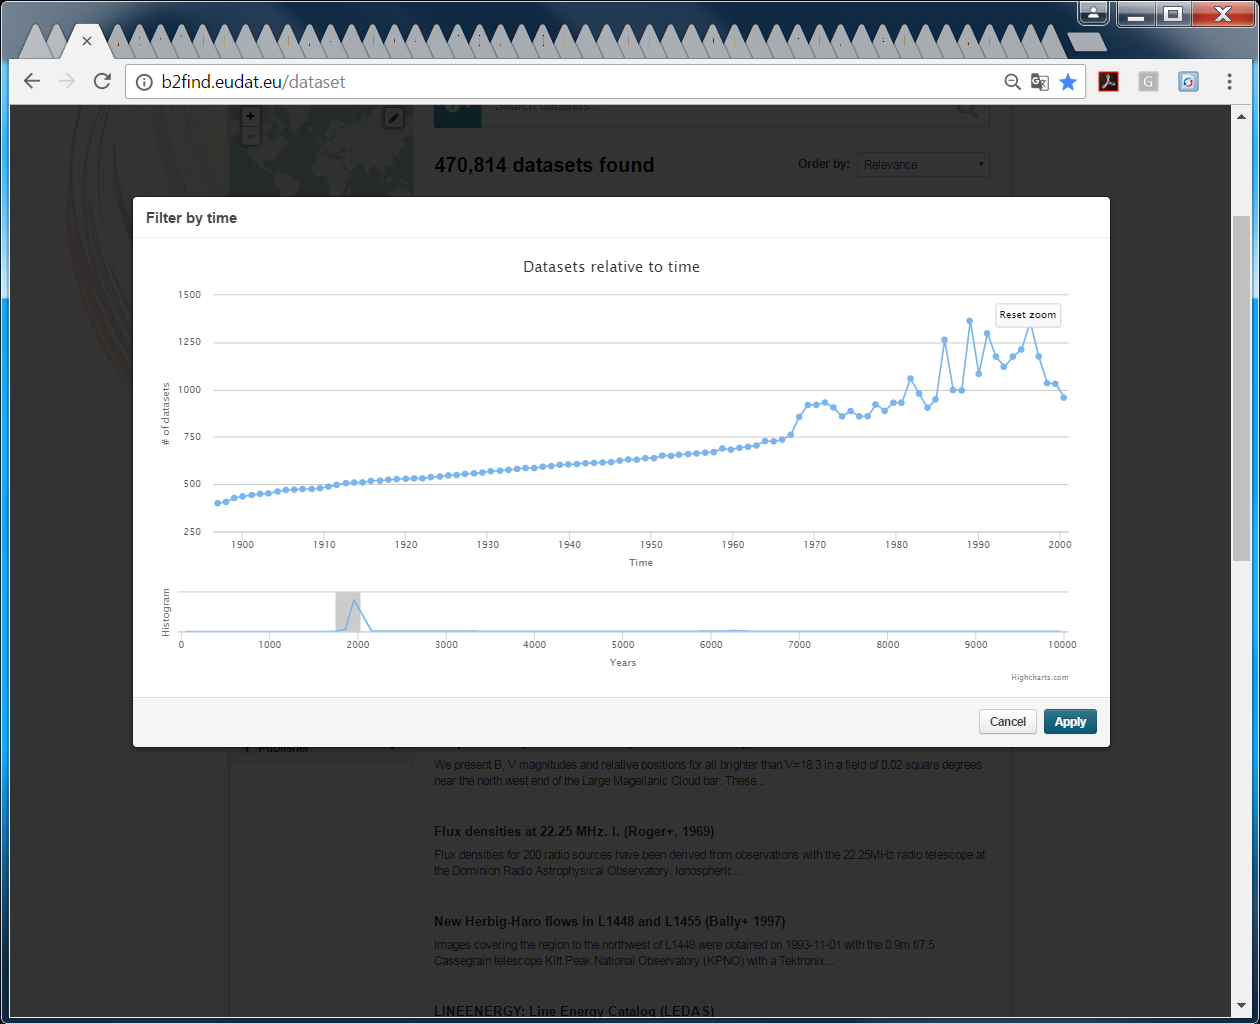 b2find.eudat.eu/dataset
G
+
-
Search datasets...
470,814 datasets found
Order by:
Relevance
Filter by time
Datasets relative to time
Reset zoom
# of datasets
1500
1250
1000
750
500
250
1900 1910 1920 1930 1940 1950 1960 1970 1980 1990 2000
Time
Histogram
0 1000 2000 3000 4000 5000 6000 7000 8000 9000 10000
Years
Highcharts.com
Cancel
Apply
Publisher
We present B, V magnitudes and relative positions for all brighter than V=18.3 in a field of 0.02 square degrees
near the north west end of the Large Magellanic Cloud bar. These...
Flux densities at 22.25 MHz. I. (Roger+, 1969)
Flux densities for 200 radio sources have been derived from observations with the 22.25MHz radio telescope at
the Dominion Radio Astrophysical Observatory. Ionospheric...
New Herbig-Haro flows in L1448 and L1455 (Bally+ 1997)
Images covering the region to the northwest of L1448 were obtained on 1993-11-01 with the 0.9m f/7.5
Cassegrain telescope Kitt Peak National Observatory (KPNO) with a Tektronix...
LINEENERGY: Line Energy Catalog (LEDAS)